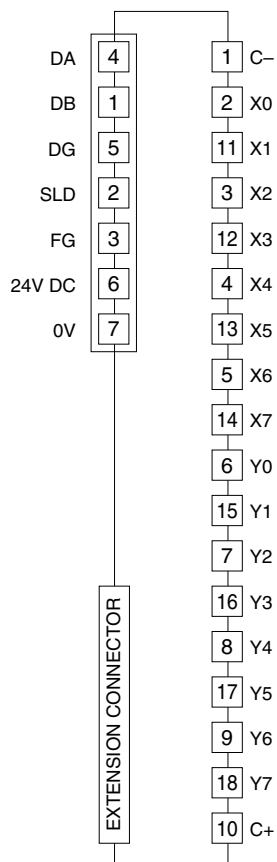 DA 4
DB 1
DG 5
SLD 2
FG 3
24V DC 6
0V 7
EXTENSION CONNECTOR
1 C–
2 X0
11 X1
3 X2
12 X3
4 X4
13 X5
5 X6
14 X7
6 Y0
15 Y1
7 Y2
16 Y3
8 Y4
17 Y5
9 Y6
18 Y7
10 C+